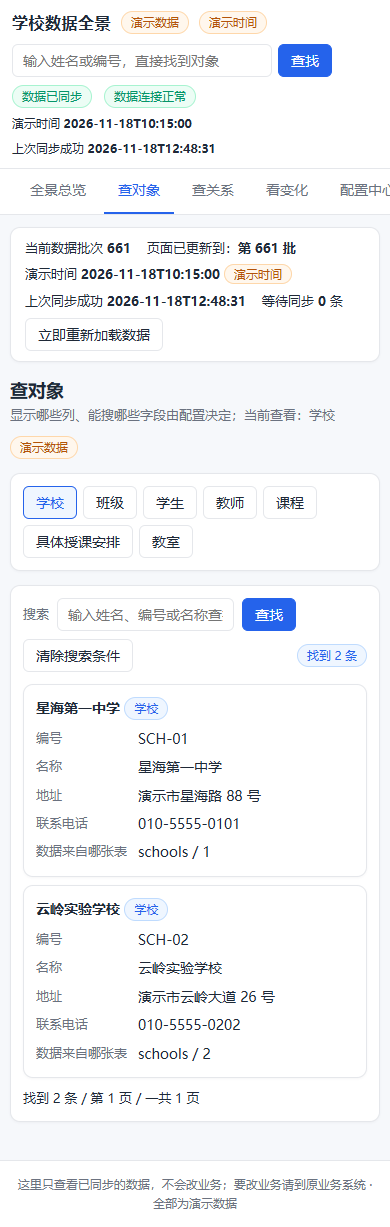 学校数据全景 演示数据 演示时间
输入姓名或编号，直接找到对象 查找
数据已同步 数据连接正常
演示时间 2026-11-18T10:15:00
上次同步成功 2026-11-18T12:48:31
全景总览 查对象 查关系 看变化 配置中心
当前数据批次 661 页面已更新到：第 661 批
演示时间 2026-11-18T10:15:00 演示时间
上次同步成功 2026-11-18T12:48:31 等待同步 0 条
立即重新加载数据
查对象
显示哪些列、能搜哪些字段由配置决定；当前查看：学校
演示数据
学校 班级 学生 教师 课程
具体授课安排 教室
搜索 输入姓名、编号或名称查 查找
清除搜索条件 找到 2 条
星海第一中学 学校
编号 SCH-01
名称 星海第一中学
地址 演示市星海路 88 号
联系电话 010-5555-0101
数据来自哪张表 schools / 1
云岭实验学校 学校
编号 SCH-02
名称 云岭实验学校
地址 演示市云岭大道 26 号
联系电话 010-5555-0202
数据来自哪张表 schools / 2
找到 2 条 / 第 1 页 / 一共 1 页
这里只查看已同步的数据，不会改业务；要改业务请到原业务系统 ·
全部为演示数据